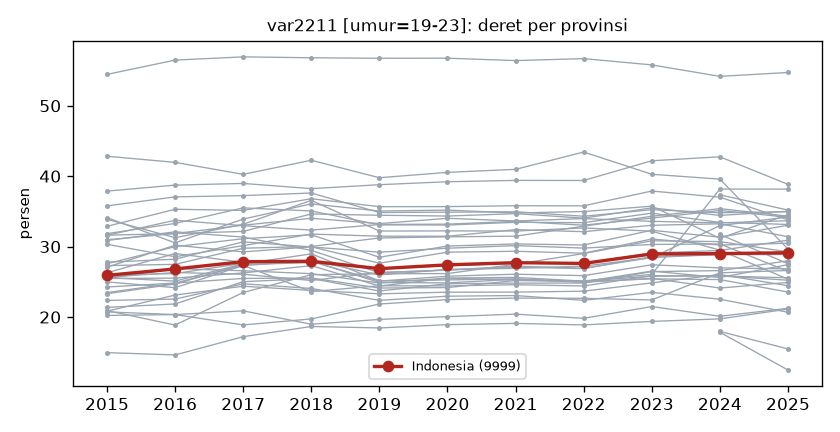 var2211 [umur=19-23]: deret per provinsi
persen
50
40
30
20
Indonesia (9999)
2015 2016 2017 2018 2019 2020 2021 2022 2023 2024 2025